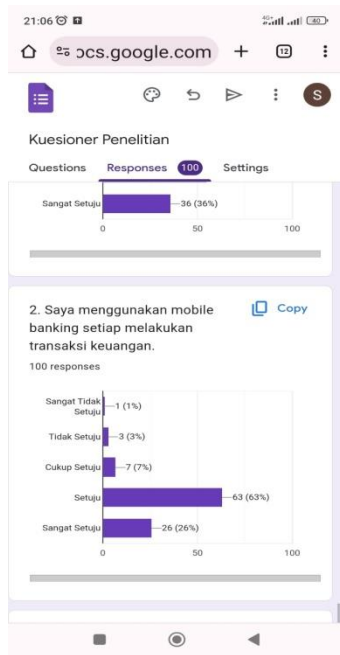 21:06
4G+ 40
ocs.google.com + 12
S
Kuesioner Penelitian
Questions Responses 100 Settings
Sangat Setuju 36 (36%)
0 50 100
2. Saya menggunakan mobile
banking setiap melakukan
transaksi keuangan.
Copy
100 responses
Sangat Tidak
Setuju 1 (1%)
Tidak Setuju 3 (3%)
Cukup Setuju 7 (7%)
Setuju 63 (63%)
Sangat Setuju 26 (26%)
0 50 100